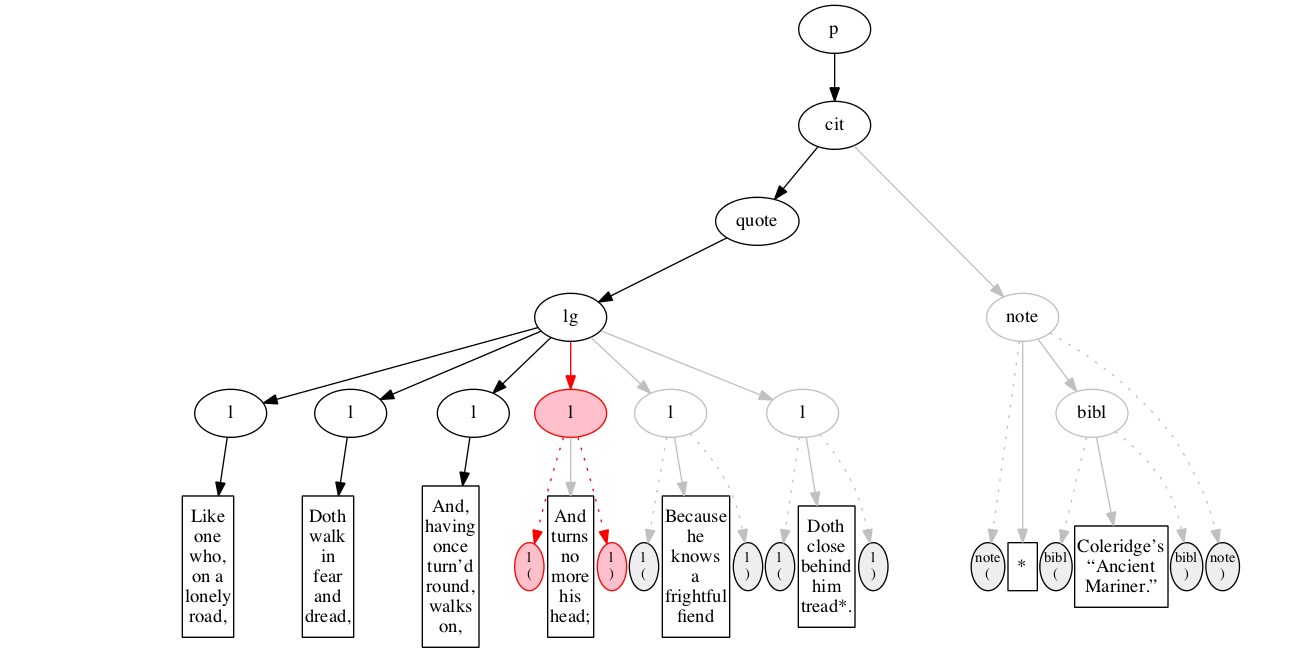 p
cit
quote
lg
note
l
l
l
l
l
l
bibl
Like
one
who,
on a
lonely
road,
Doth
walk
in
fear
and
dread,
And,
having
once
turn’d
round,
walks
on,
l
(
And
turns
no
more
his
head;
l
)
l
(
Because
he
knows
a
frightful
fiend
l
)
l
(
Doth
close
behind
him
tread*.
l
)
note
(
*
bibl
(
Coleridge’s
“Ancient
Mariner.”
bibl
)
note
)